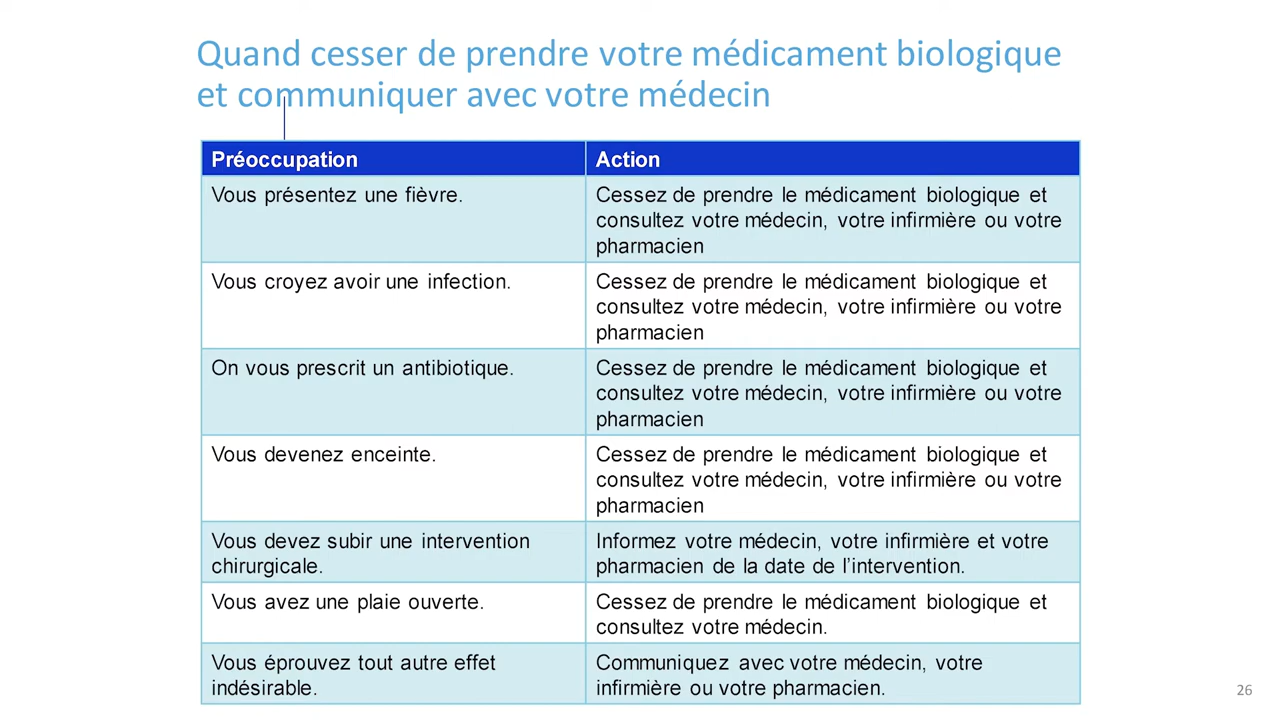 Quand cesser de prendre votre médicament biologique
et communiquer avec votre médecin
Préoccupation
Action
Vous présentez une fièvre.
Cessez de prendre le médicament biologique et
consultez votre médecin, votre infirmière ou votre
pharmacien
Vous croyez avoir une infection.
Cessez de prendre le médicament biologique et
consultez votre médecin, votre infirmière ou votre
pharmacien
On vous prescrit un antibiotique.
Cessez de prendre le médicament biologique et
consultez votre médecin, votre infirmière ou votre
pharmacien
Vous devenez enceinte.
Cessez de prendre le médicament biologique et
consultez votre médecin, votre infirmière ou votre
pharmacien
Vous devez subir une intervention
chirurgicale.
Informez votre médecin, votre infirmière et votre
pharmacien de la date de l’intervention.
Vous avez une plaie ouverte.
Cessez de prendre le médicament biologique et
consultez votre médecin.
Vous éprouvez tout autre effet
indésirable.
Communiquez avec votre médecin, votre
infirmière ou votre pharmacien.
26